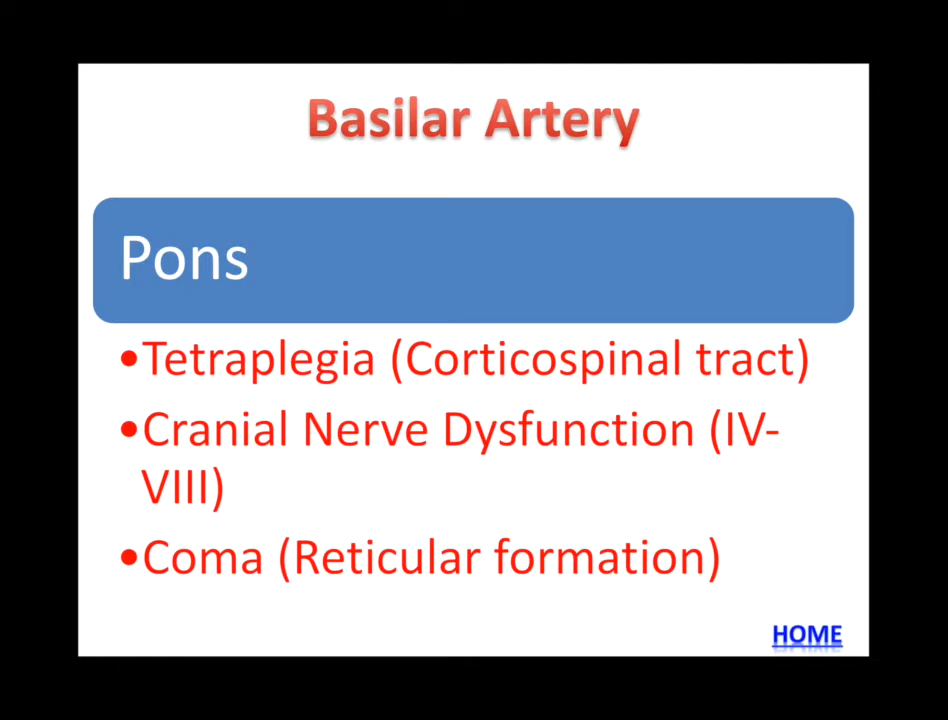 Basilar Artery
Pons
•Tetraplegia (Corticospinal tract)
•Cranial Nerve Dysfunction (IV-
VIII)
•Coma (Reticular formation)
HOME